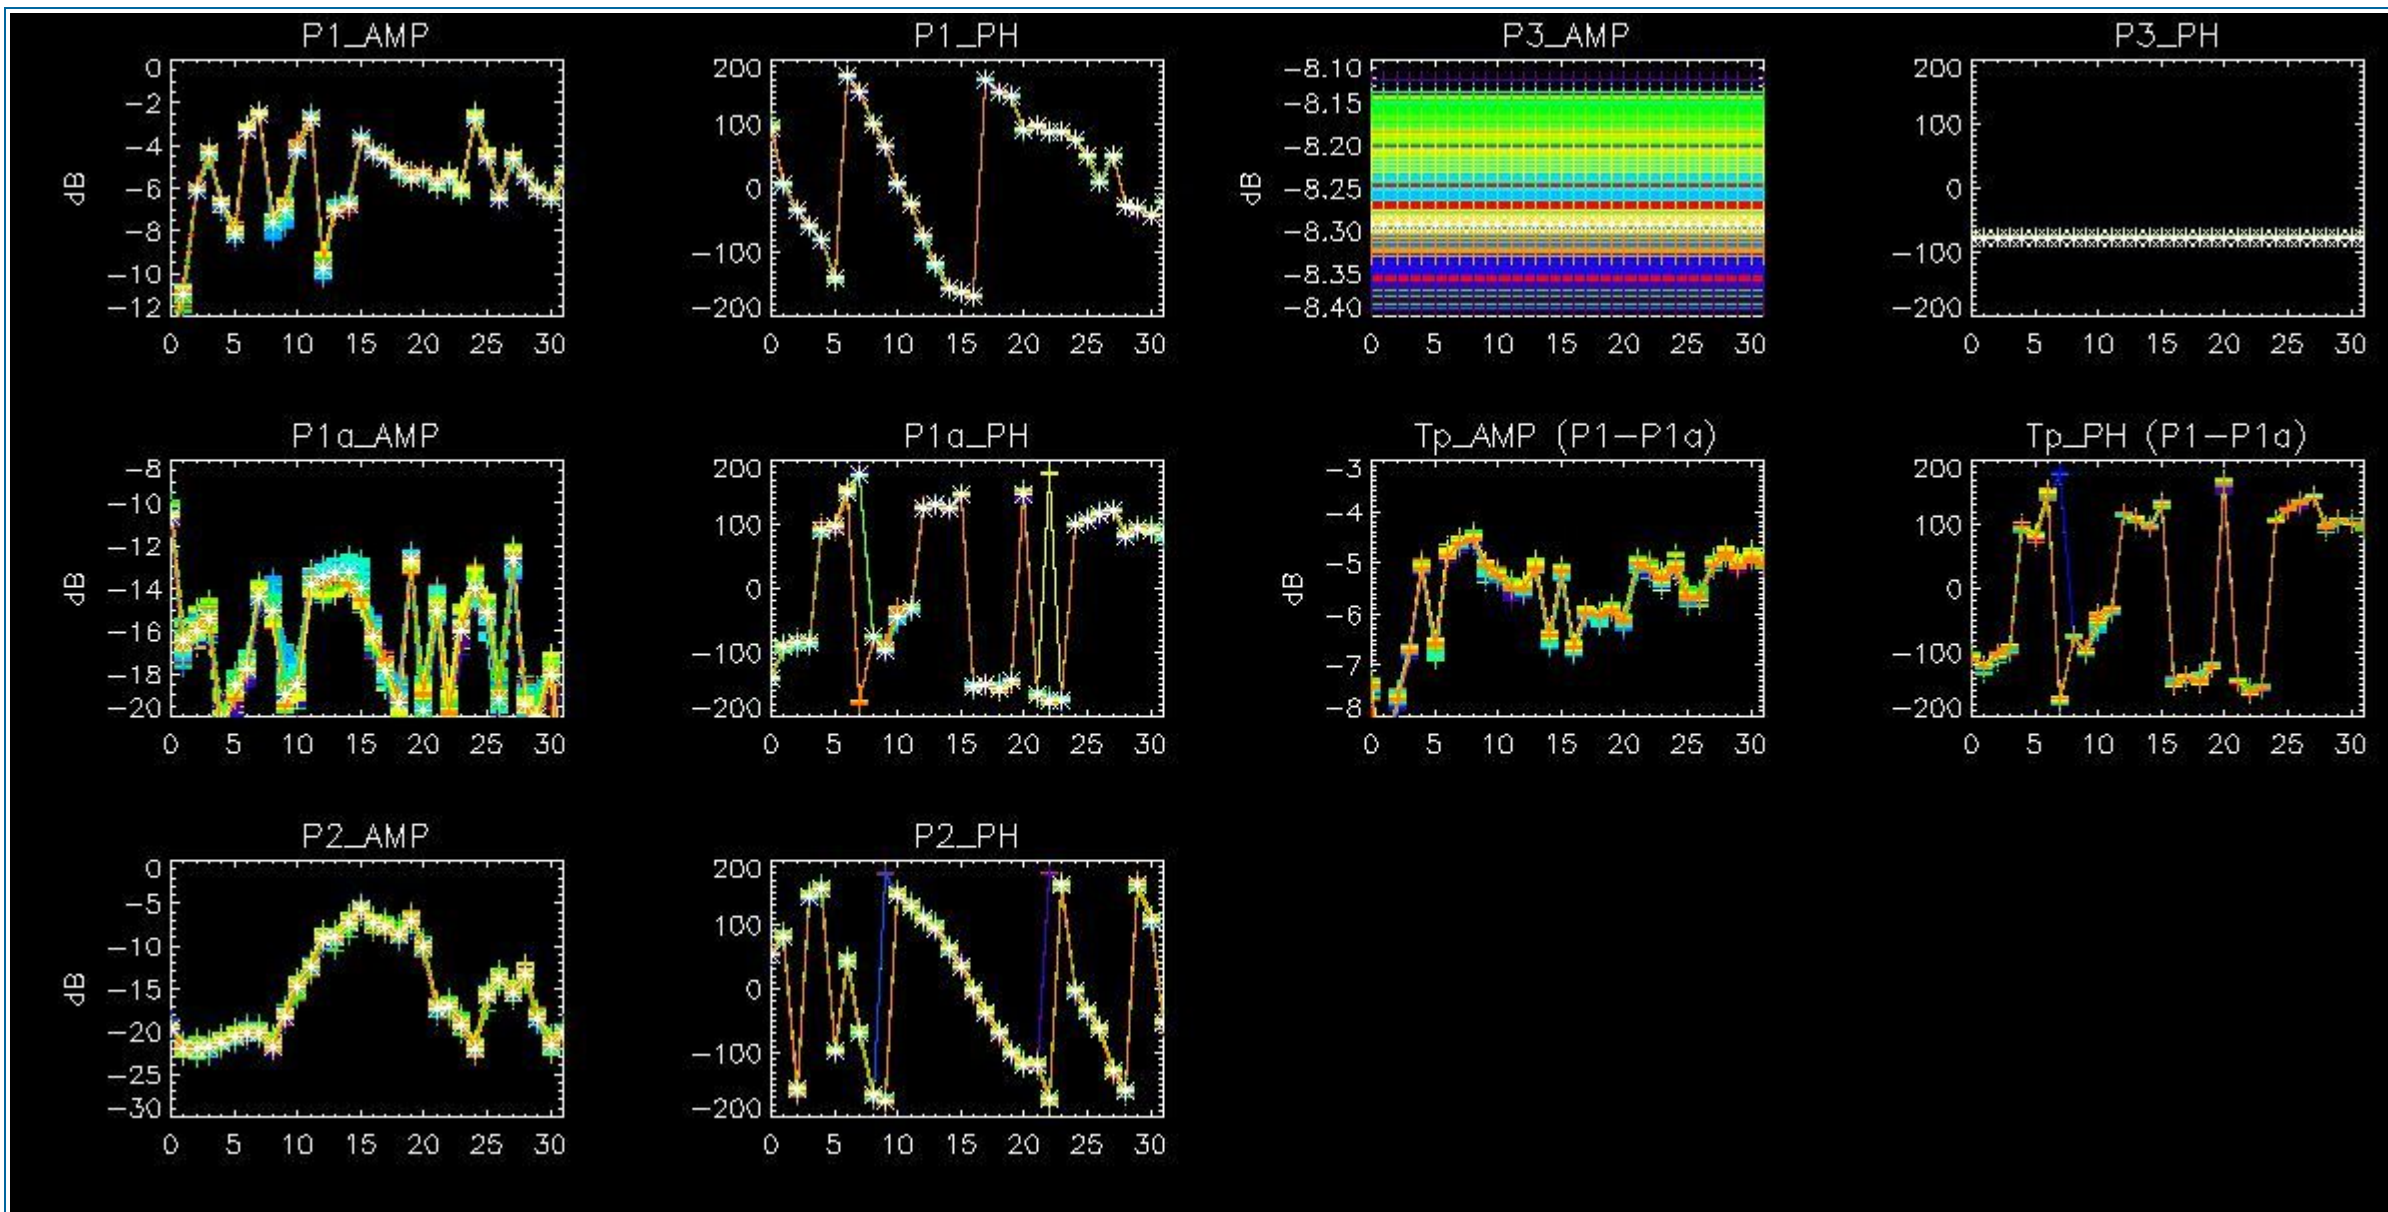 P1_AMP P1_PH P3_AMP P3_PH
0 200 -8.10 200
-2 -8.15
-4 100 -8.20 100
dB -6 0 dB -8.25 0
-8 -8.30
-10 -100 -8.35 -100
-12 -200 -8.40 -200
0 5 10 15 20 25 30 0 5 10 15 20 25 30 0 5 10 15 20 25 30 0 5 10 15 20 25 30
P1a_AMP P1a_PH Tp_AMP (P1-P1a) Tp_PH (P1-P1a)
-8 200 -3 200
-10 -4
-12 100 100
dB -14 0 dB -5 0
-16 -6
-18 -100 -7 -100
-20 -200 -8 -200
0 5 10 15 20 25 30 0 5 10 15 20 25 30 0 5 10 15 20 25 30 0 5 10 15 20 25 30
P2_AMP P2_PH
0 200
-5 100
-10
dB -15 0
-20 -100
-25
-30 -200
0 5 10 15 20 25 30 0 5 10 15 20 25 30